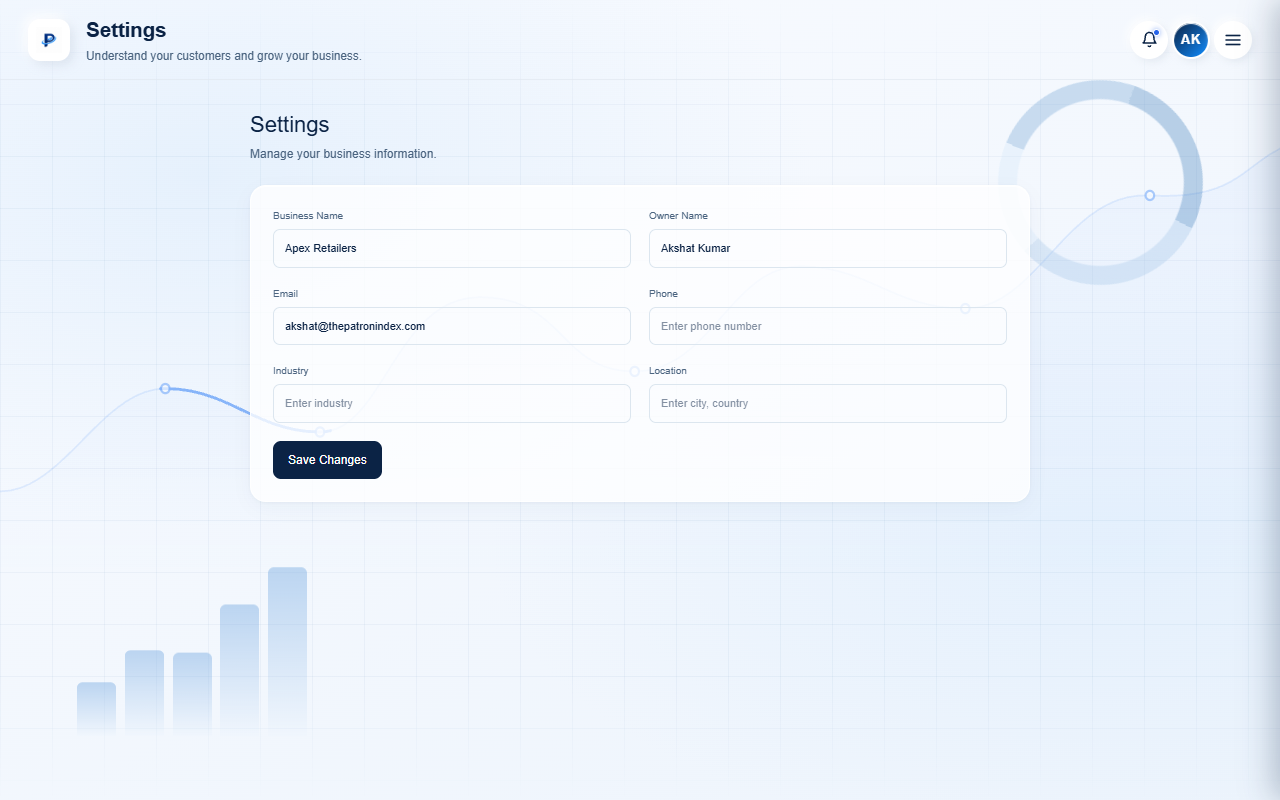 P
Settings
Understand your customers and grow your business.
AK
Settings
Manage your business information.
Business Name
Owner Name
Apex Retailers
Akshat Kumar
Email
Phone
akshat@thepatronindex.com
Enter phone number
Industry
Location
Enter industry
Enter city, country
Save Changes